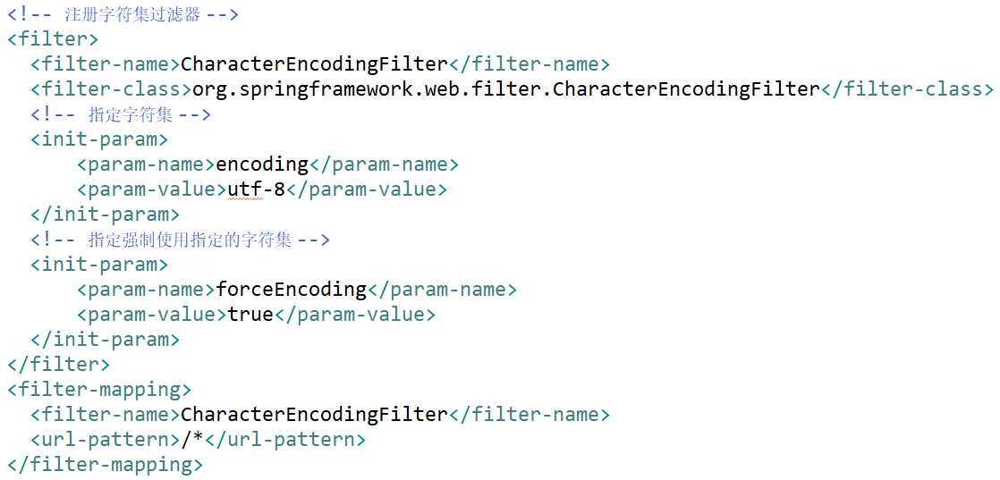 <!-- 注册字符集过滤器 -->
<filter>
  <filter-name>CharacterEncodingFilter</filter-name>
  <filter-class>org.springframework.web.filter.CharacterEncodingFilter</filter-class>
  <!-- 指定字符集 -->
  <init-param>
      <param-name>encoding</param-name>
      <param-value>utf-8</param-value>
  </init-param>
  <!-- 指定强制使用指定的字符集 -->
  <init-param>
      <param-name>forceEncoding</param-name>
      <param-value>true</param-value>
  </init-param>
</filter>
<filter-mapping>
  <filter-name>CharacterEncodingFilter</filter-name>
  <url-pattern>/*</url-pattern>
</filter-mapping>